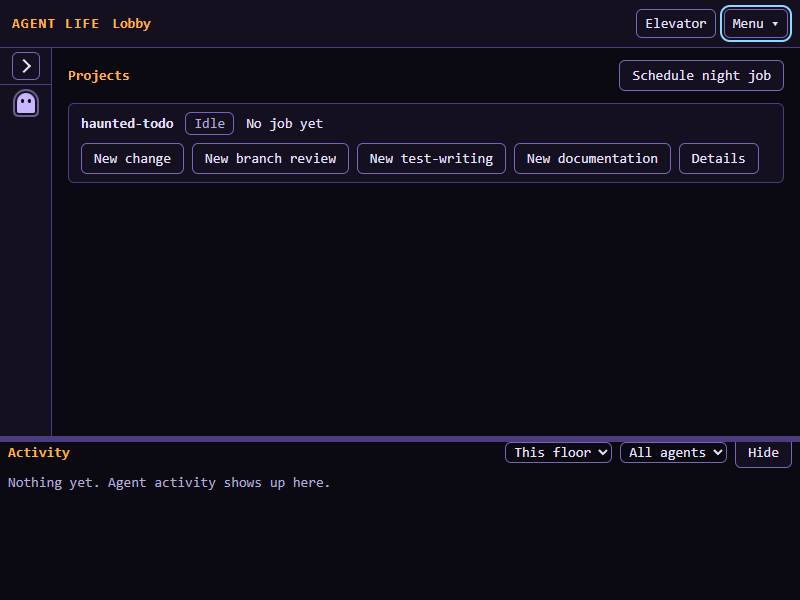 AGENT LIFE Lobby Elevator Menu ▾
Projects Schedule night job
haunted-todo Idle No job yet
New change New branch review New test-writing New documentation Details
Activity This floor All agents Hide
Nothing yet. Agent activity shows up here.